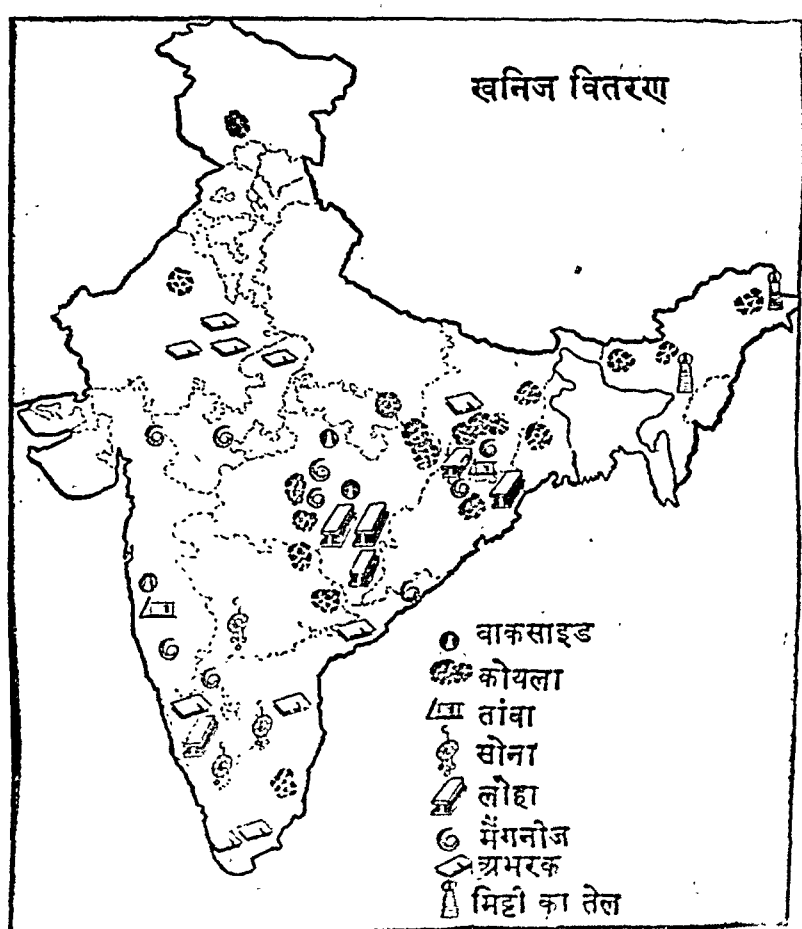 खनिज वितरण
वाकसाइड
कोयला
तांवा
सोना
लोहा
मैंगनोज
अभरक
मिट्टी का तेल